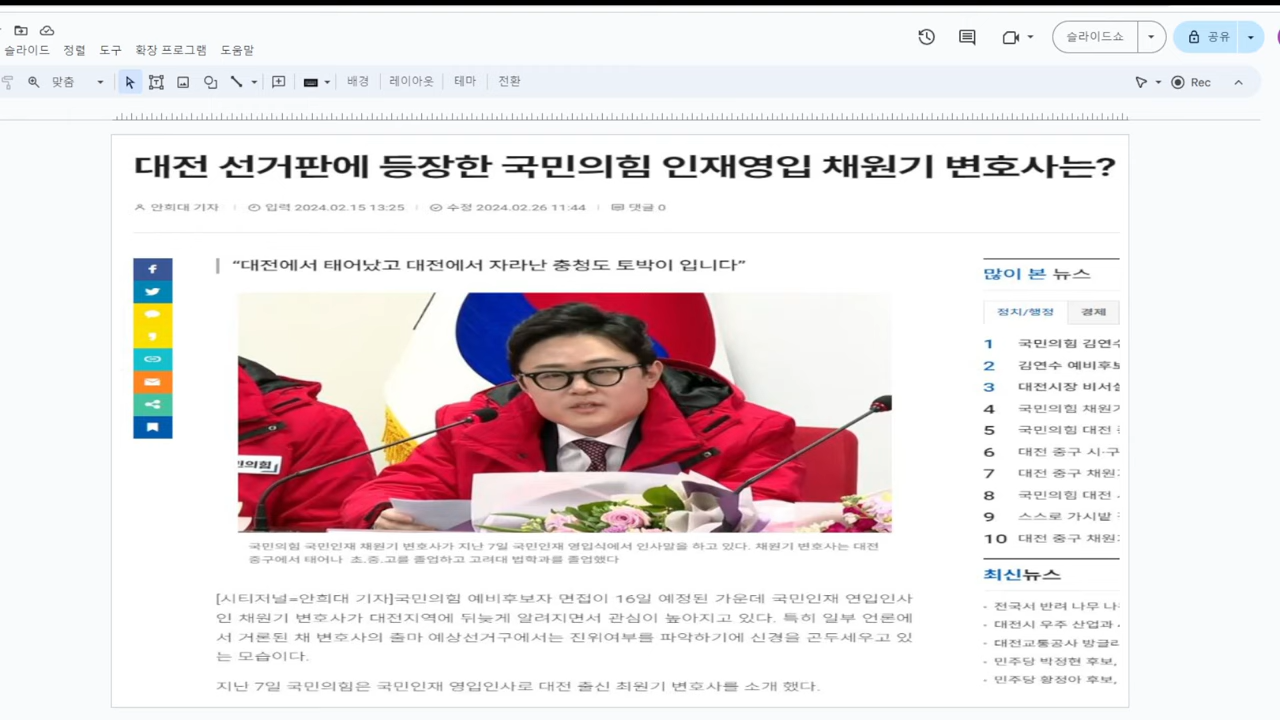 슬라이드 정렬 도구 확장 프로그램 도움말
슬라이드쇼
공유
맞춤
배경 레이아웃 테마 전환
Rec
대전 선거판에 등장한 국민의힘 인재영입 채원기 변호사는?
안희대 기자 입력 2024.02.15 13:25 수정 2024.02.26 11:44 댓글 0
“대전에서 태어났고 대전에서 자라난 충청도 토박이 입니다”
민의힘
국민의힘 국민인재 채원기 변호사가 지난 7일 국민인재 영입식에서 인사말을 하고 있다. 채원기 변호사는 대전
중구에서 태어나 초.중.고를 졸업하고 고려대 법학과를 졸업했다
[시티저널=안희대 기자]국민의힘 예비후보자 면접이 16일 예정된 가운데 국민인재 연입인사
인 채원기 변호사가 대전지역에 뒤늦게 알려지면서 관심이 높아지고 있다. 특히 일부 언론에
서 거론된 채 변호사의 출마 예상선거구에서는 진위여부를 파악하기에 신경을 곤두세우고 있
는 모습이다.
지난 7일 국민의힘은 국민인재 영입인사로 대전 출신 최원기 변호사를 소개 했다.
많이 본 뉴스
정치/행정 경제
1 국민의힘 김연수
2 김연수 예비후보
3 대전시장 비서실
4 국민의힘 채원기
5 국민의힘 대전
6 대전 중구 시·구
7 대전 중구 채원
8 국민의힘 대전
9 스스로 가시밭
10 대전 중구 채원
최신뉴스
- 전국서 반려 나무 나
- 대전시 우주 산업과
- 대전교통공사 방글라
- 민주당 박정현 후보,
- 민주당 황정아 후보,